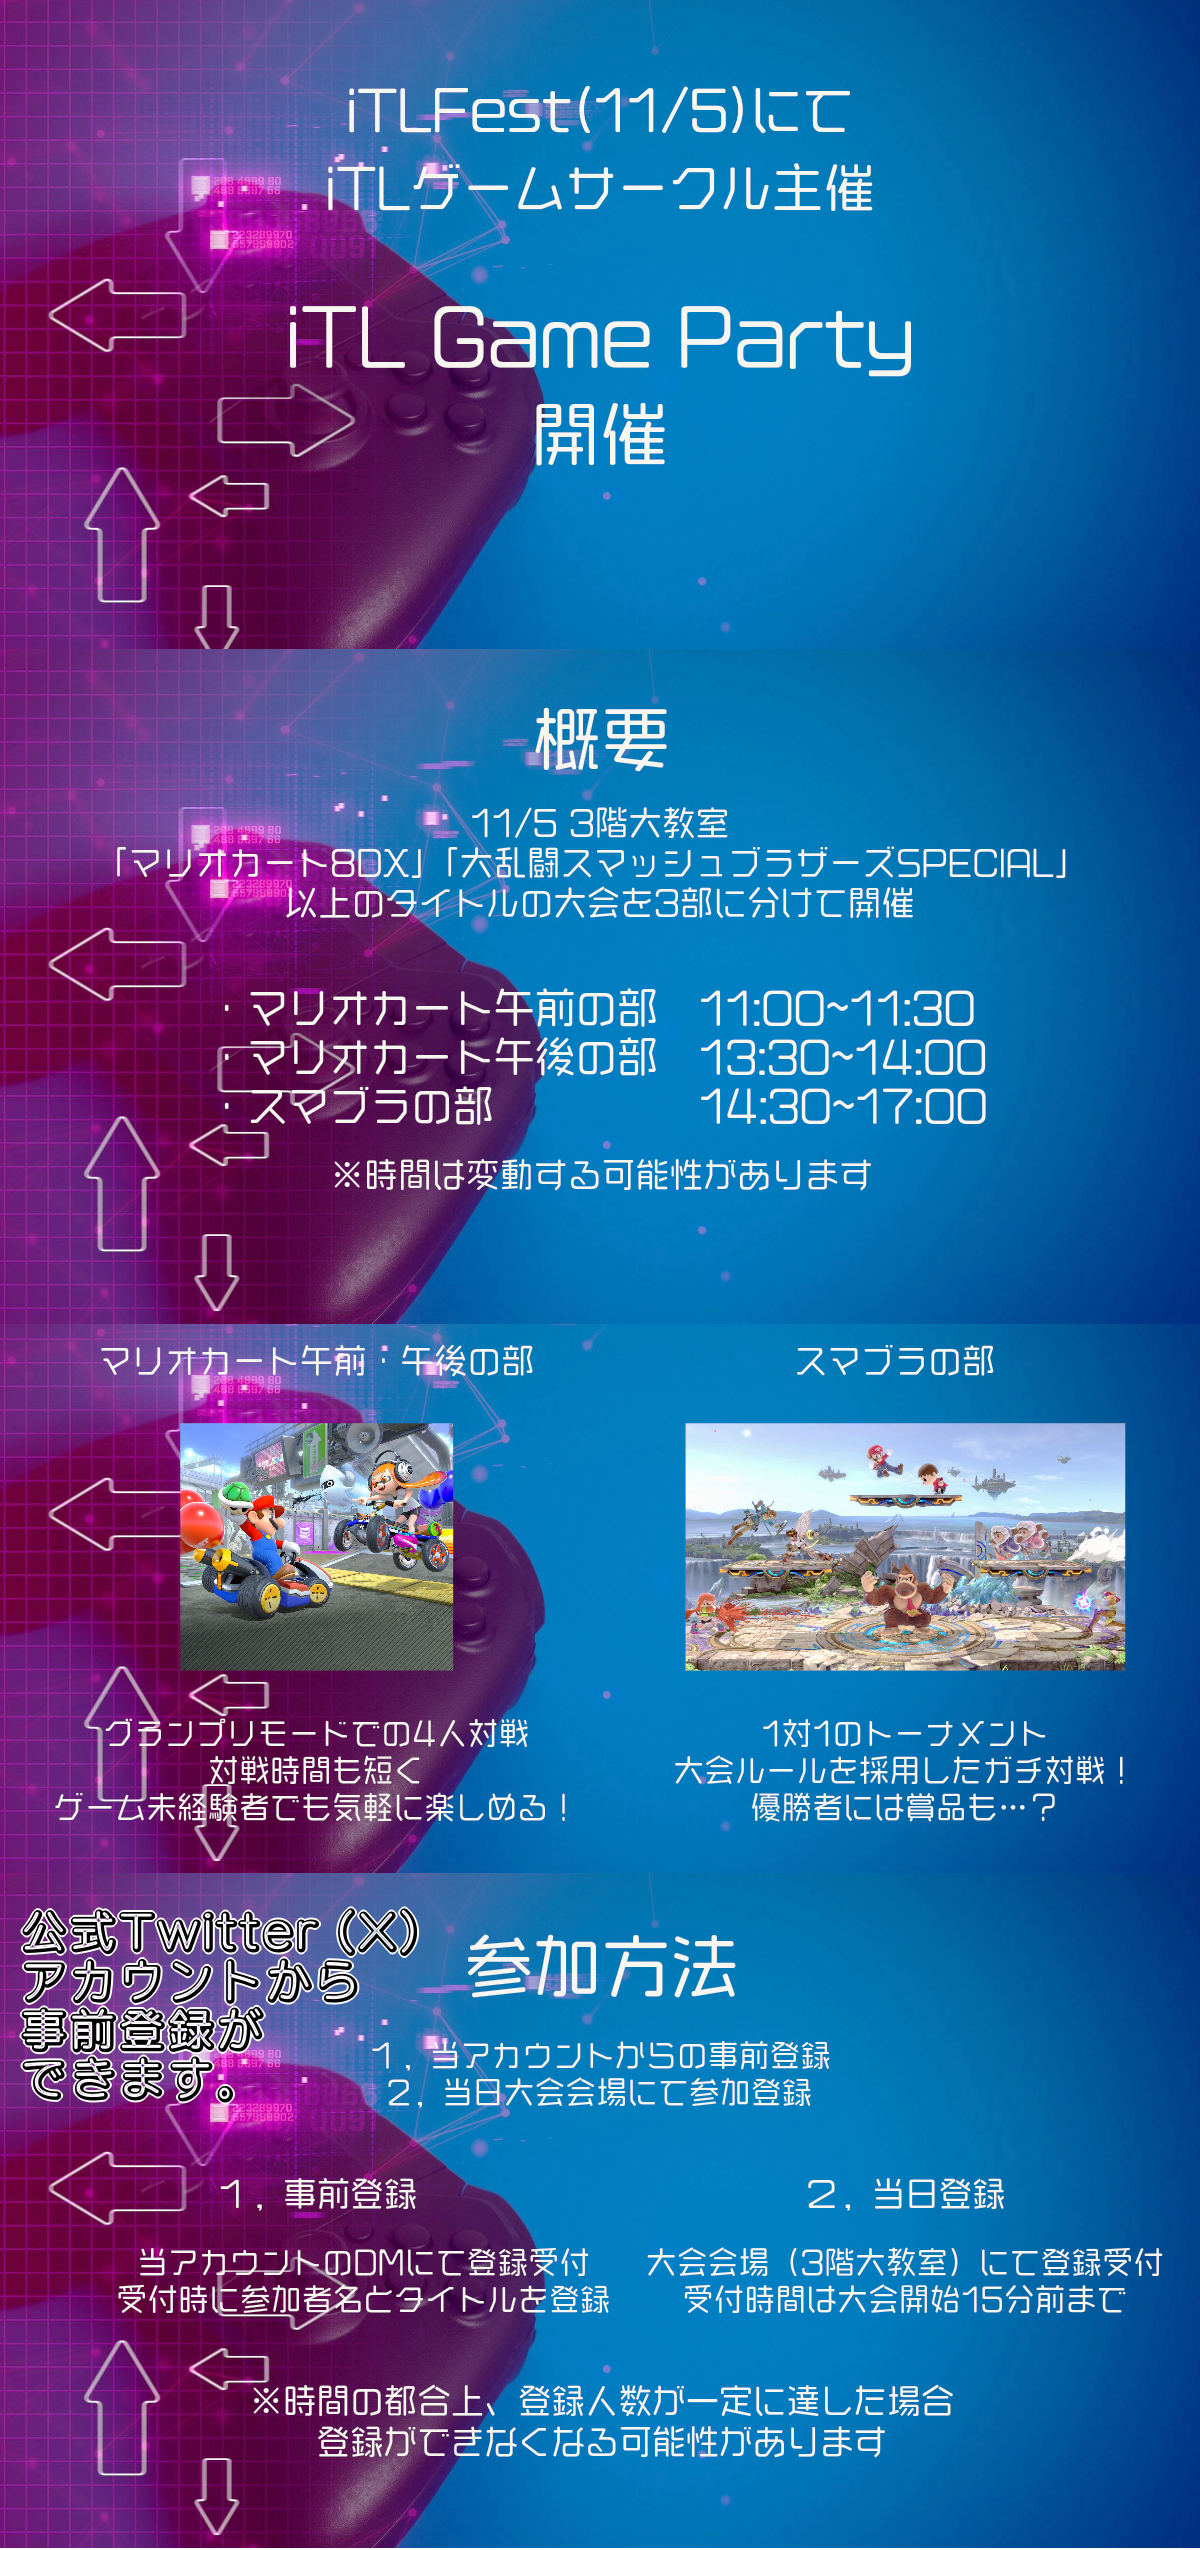 iTLFest(11/5)にて
iTLゲームサークル主催
iTL Game Party
開催
概要
11/5 3階大教室
「マリオカート8DX」「大乱闘スマッシュブラザーズSPECIAL」
以上のタイトルの大会を3部に分けて開催
・マリオカート午前の部　11:00~11:30
・マリオカート午後の部　13:30~14:00
・スマブラの部　14:30~17:00
※時間は変動する可能性があります
マリオカート午前・午後の部
グランプリモードでの4人対戦
対戦時間も短く
ゲーム未経験者でも気軽に楽しめる！
スマブラの部
1対1のトーナメント
大会ルールを採用したガチ対戦！
優勝者には賞品も…？
公式Twitter (X)
アカウントから
事前登録が
できます。
参加方法
１，当アカウントからの事前登録
２，当日大会会場にて参加登録
１，事前登録
当アカウントのDMにて登録受付
受付時に参加者名とタイトルを登録
２，当日登録
大会会場（3階大教室）にて登録受付
受付時間は大会開始15分前まで
※時間の都合上、登録人数が一定に達した場合
登録ができなくなる可能性があります